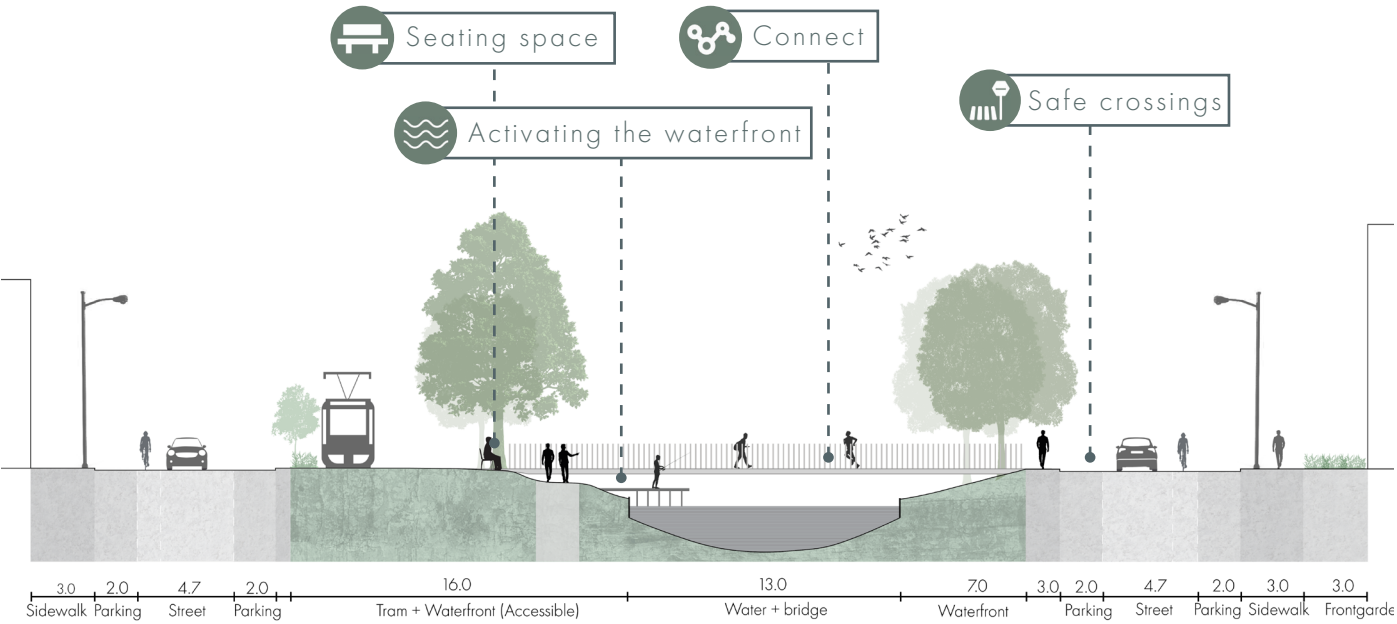 Seating space
Connect
Safe crossings
Activating the waterfront
3.0 2.0 4.7 2.0 16.0 13.0 7.0 3.0 2.0 4.7 2.0 3.0 3.0
Sidewalk Parking Street Parking Tram + Waterfront (Accessible) Water + bridge Waterfront Parking Street Parking Sidewalk Frontgarde